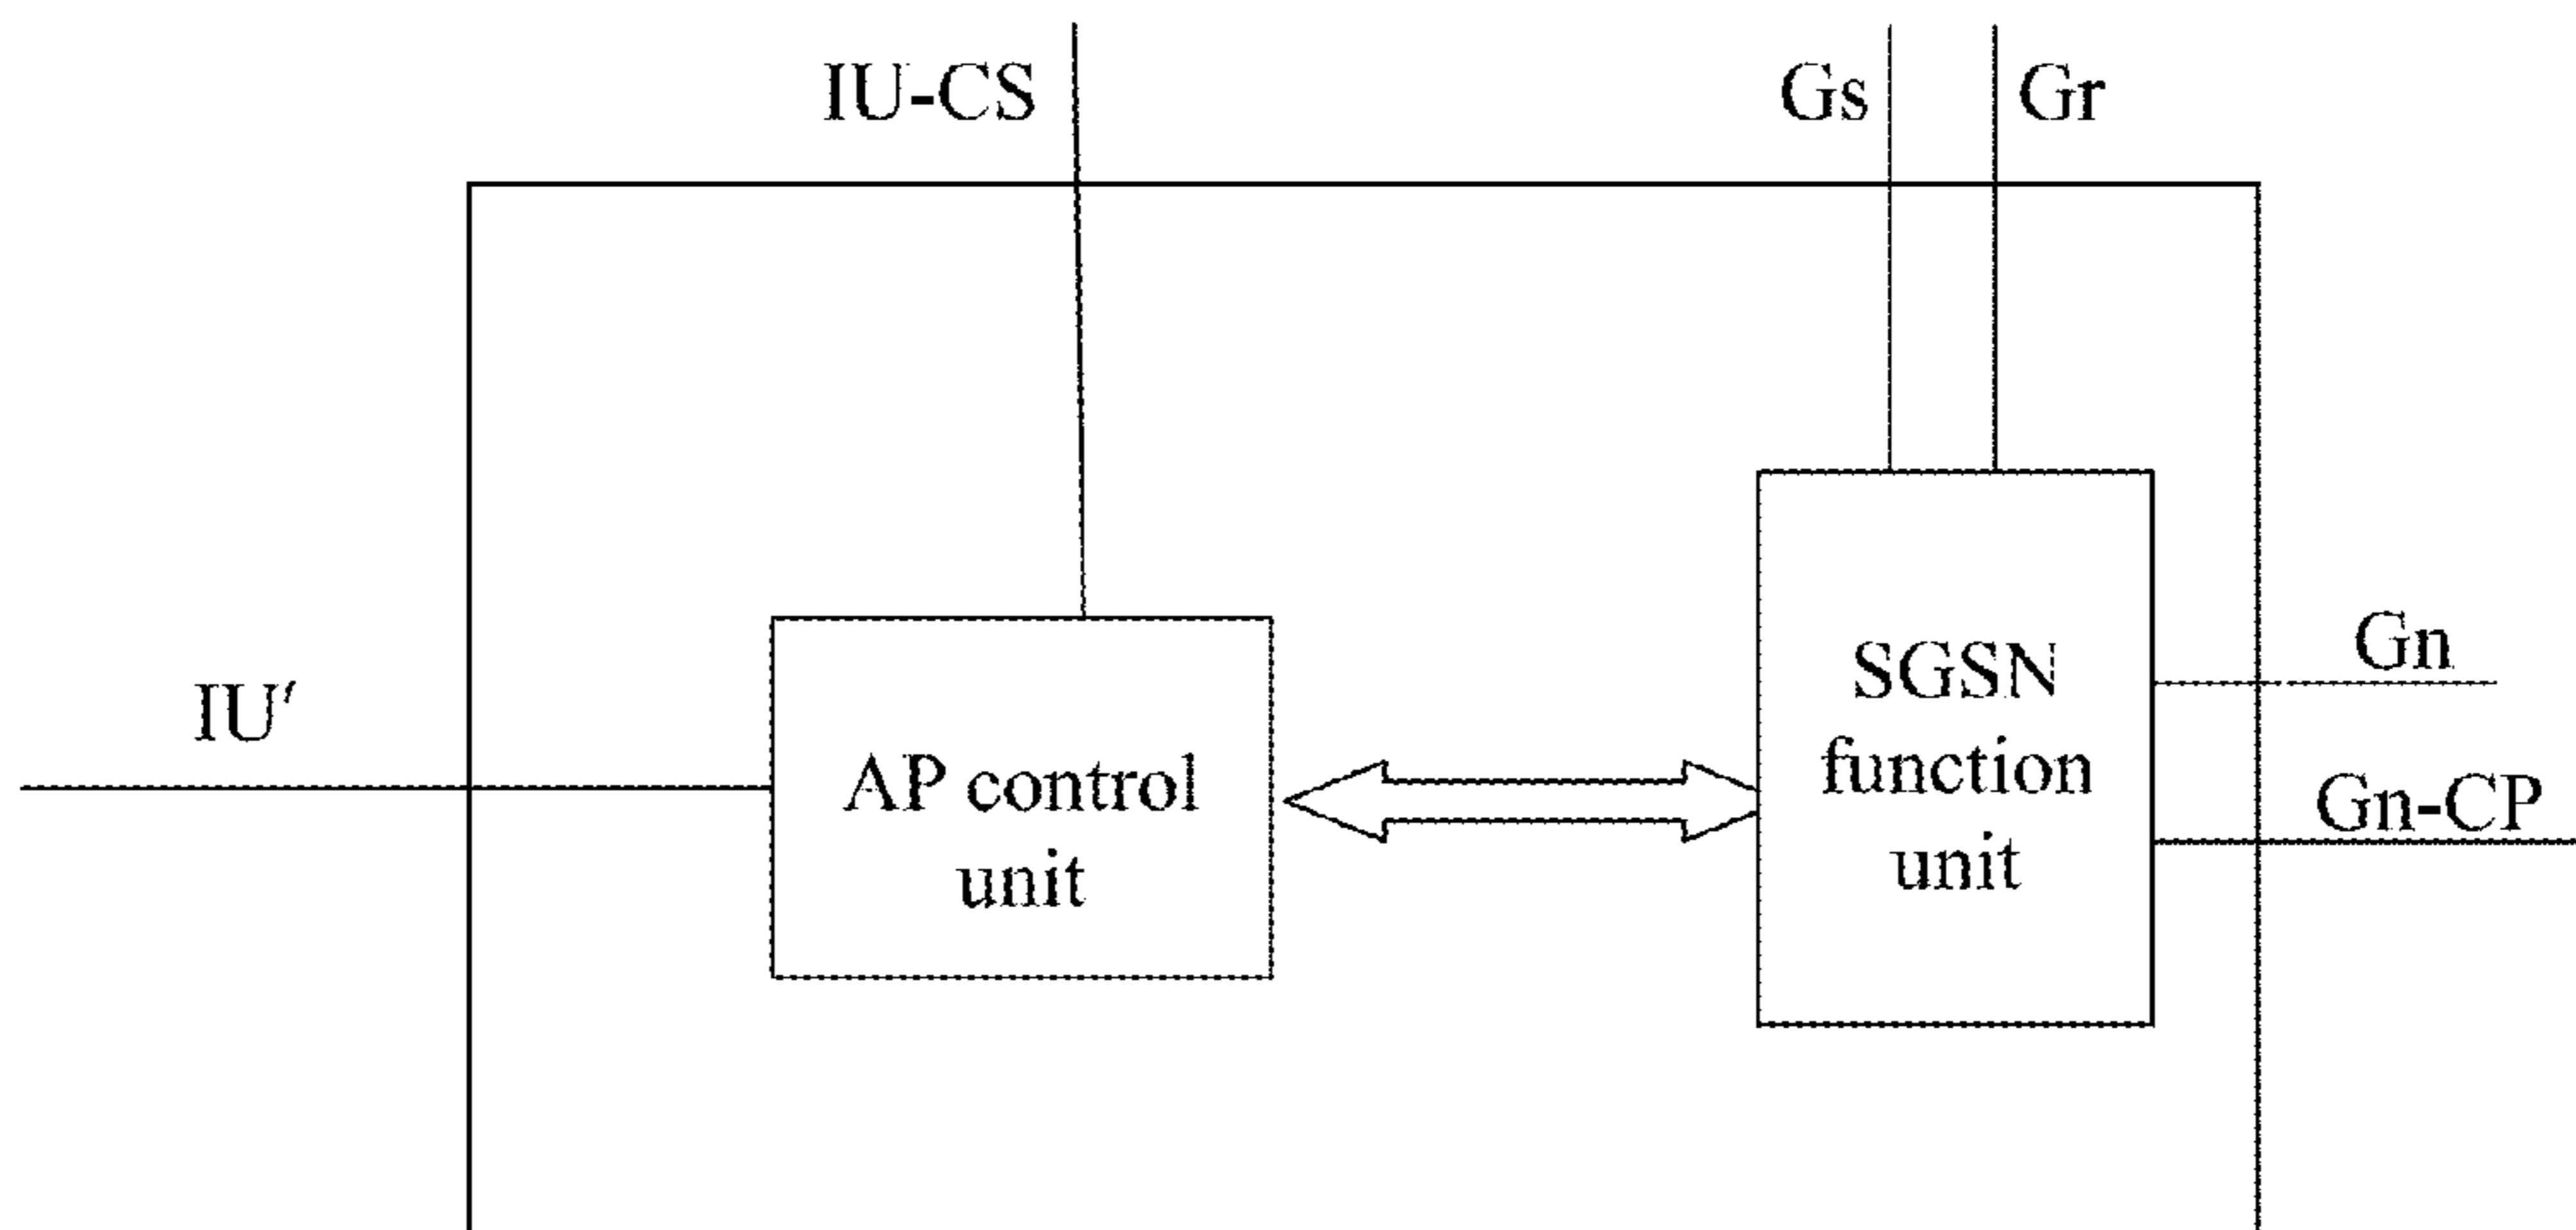 IU-CS
Gs
Gr
IU′
AP control
unit
SGSN
function
unit
Gn
Gn-CP